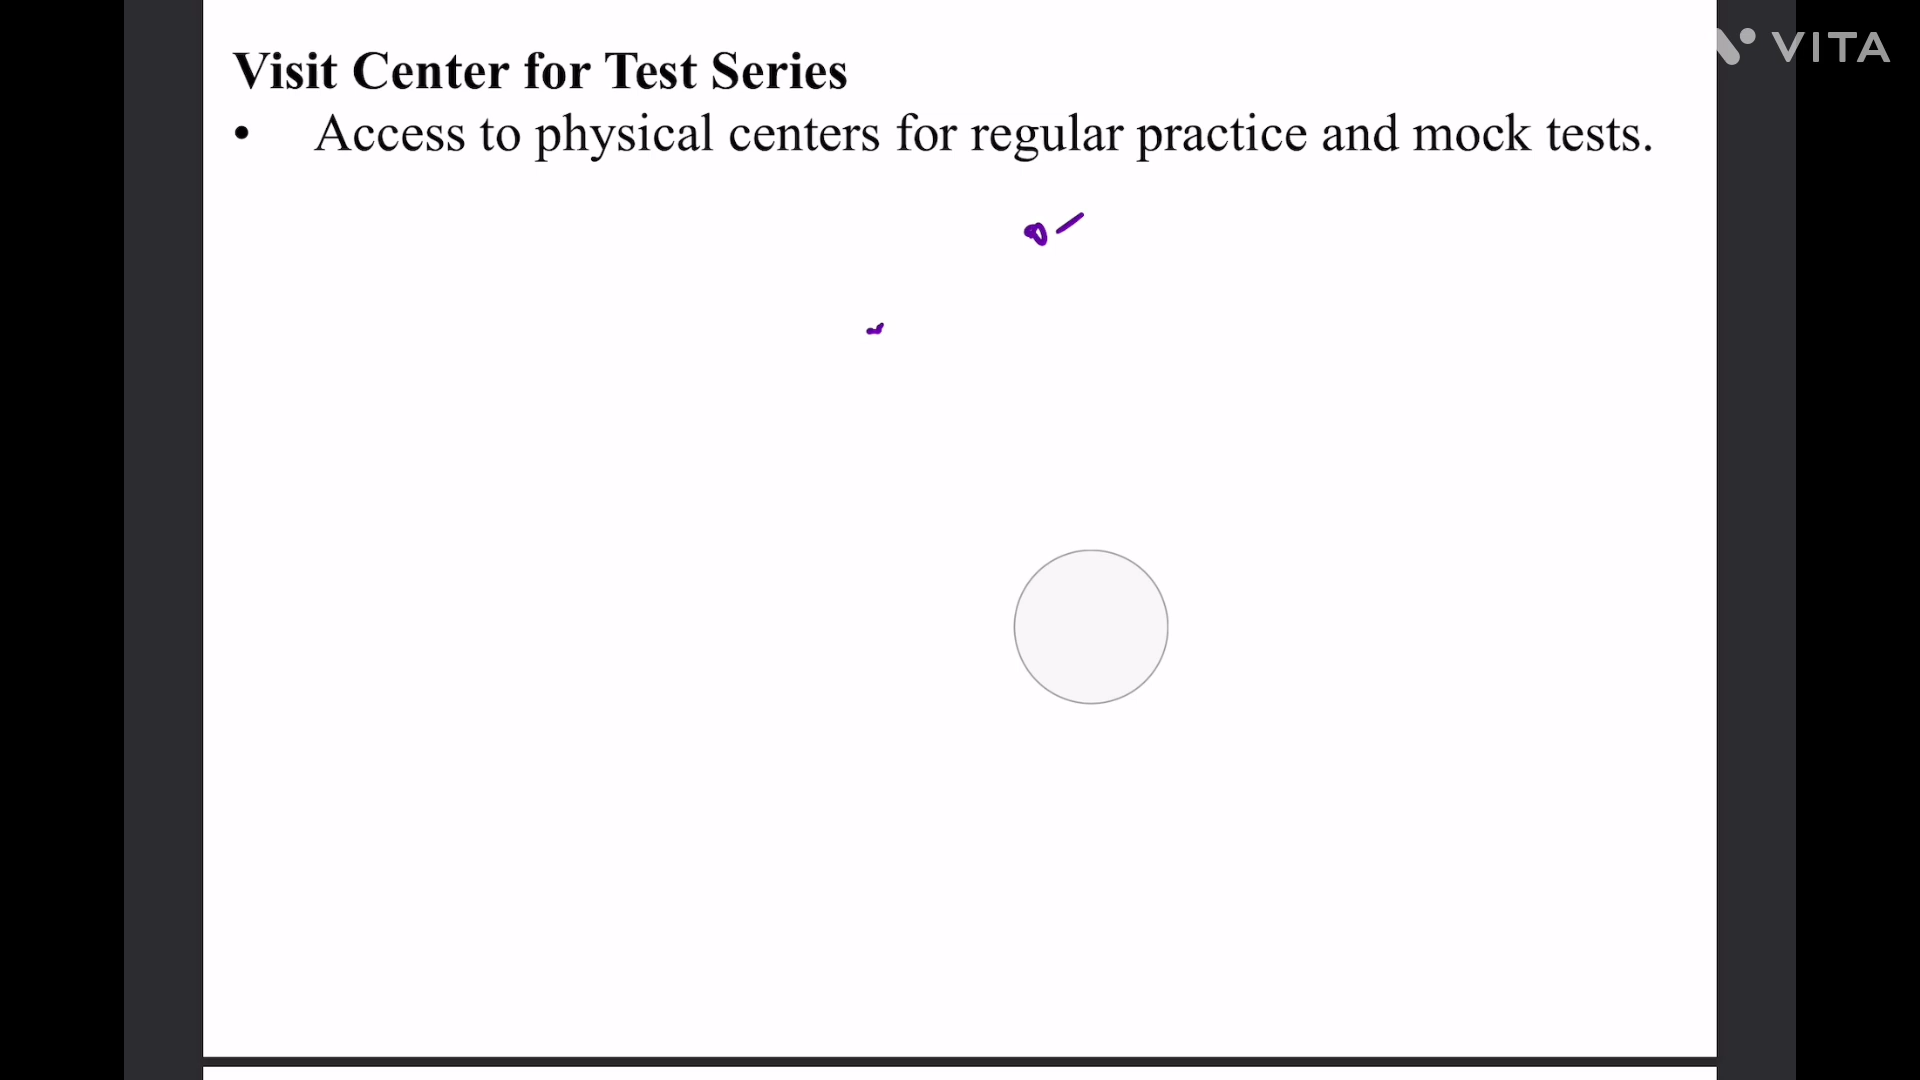 Visit Center for Test Series
• Access to physical centers for regular practice and mock tests.
VITA